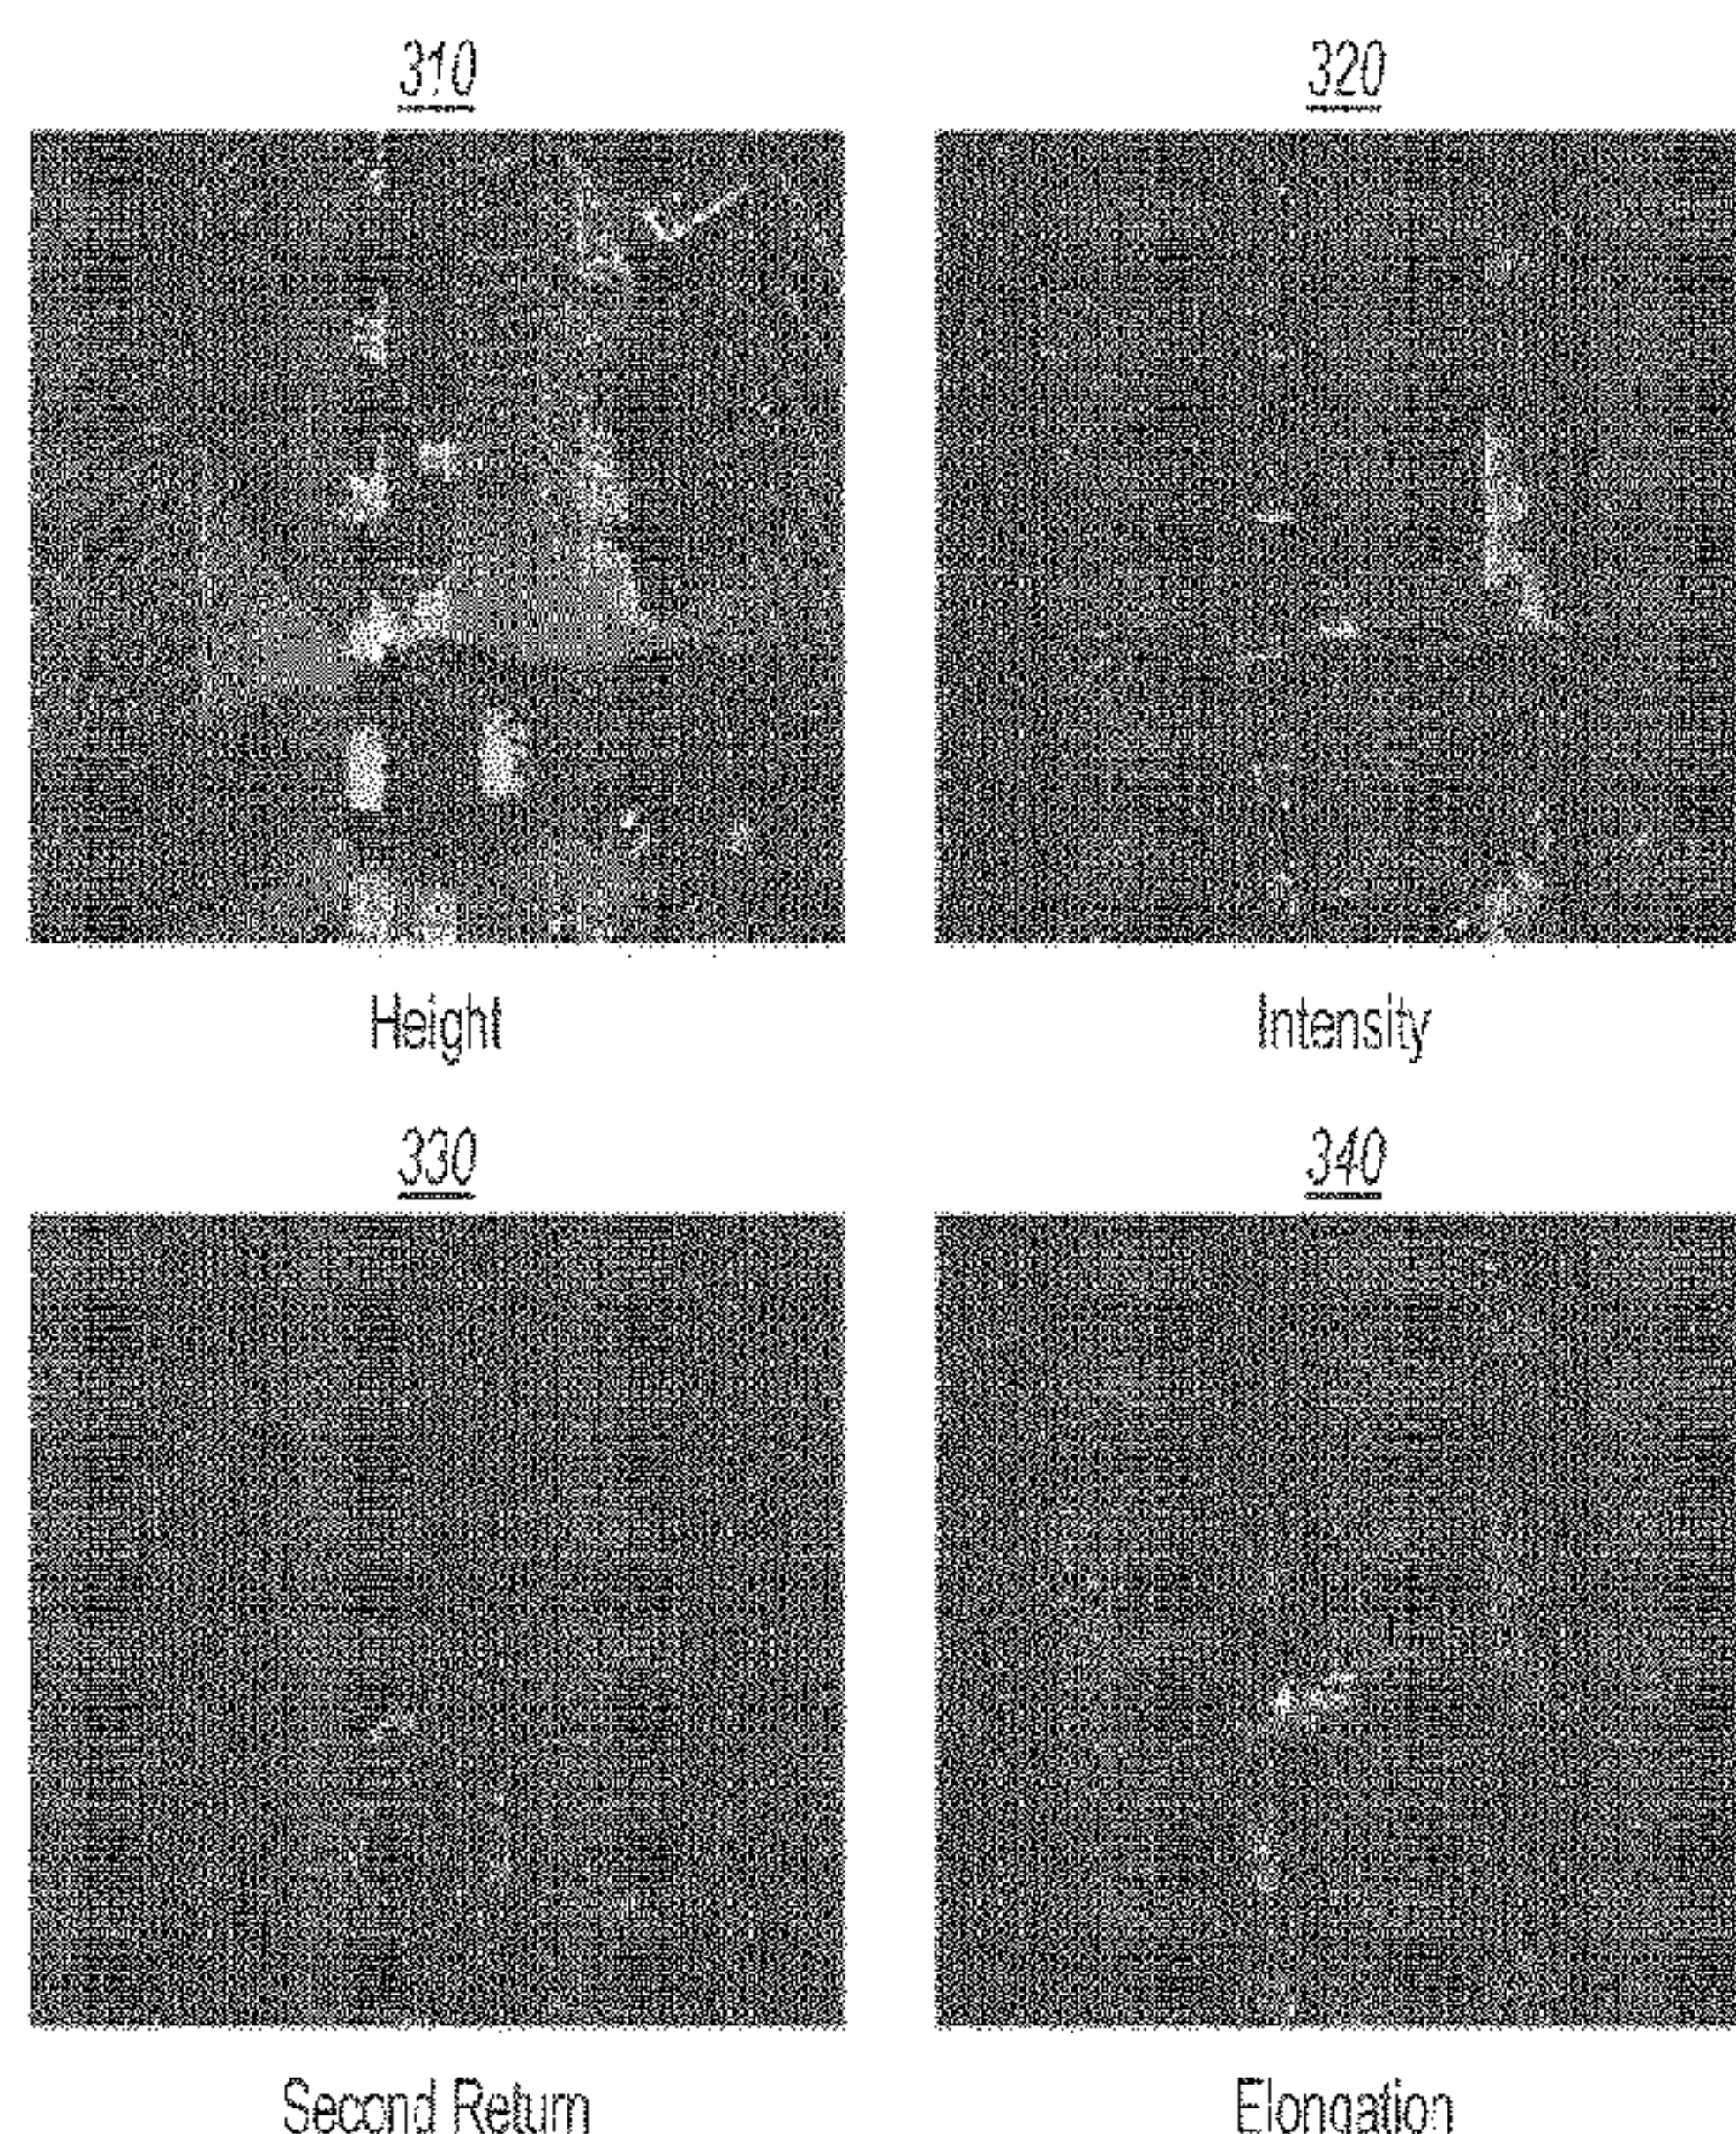 310
320
Height
Intensity
330
340
Second Return
Elongation